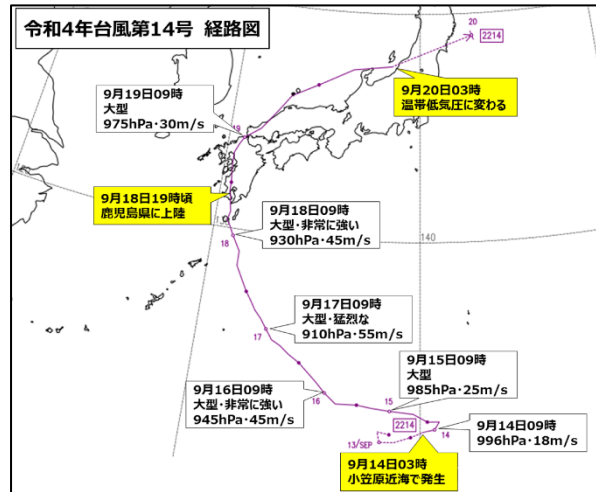 令和4年台風第14号 経路図
20
2214
9月20日03時
温帯低気圧に変わる
9月19日09時
大型
975hPa・30m/s
19
9月18日19時頃
鹿児島県に上陸
9月18日09時
大型・非常に強い
930hPa・45m/s
18
140
9月17日09時
大型・猛烈な
910hPa・55m/s
17
9月15日09時
大型
985hPa・25m/s
9月16日09時
大型・非常に強い
945hPa・45m/s
16
15
2214
14
13/SEP
9月14日09時
996hPa・18m/s
9月14日03時
小笠原近海で発生